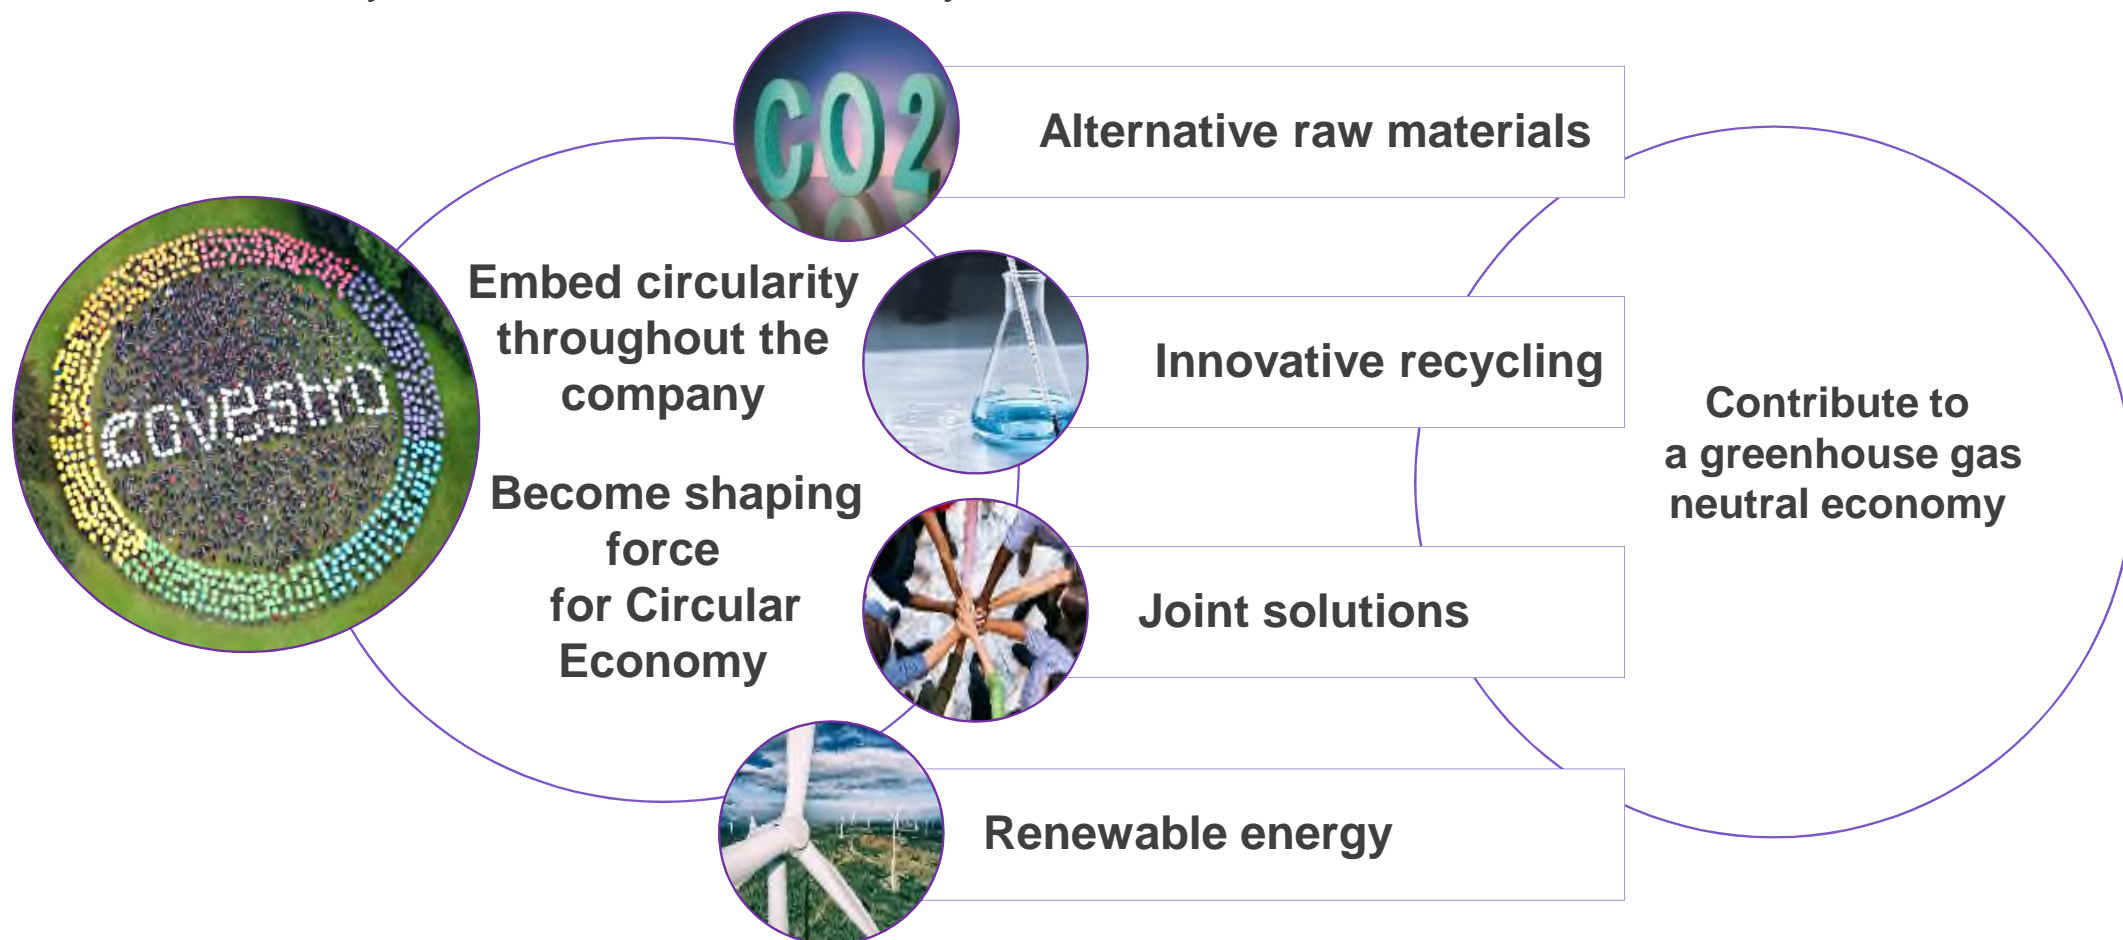 CO2
Alternative raw materials
covestro
Embed circularity
throughout the
company
Innovative recycling
Contribute to
a greenhouse gas
neutral economy
Become shaping
force
for Circular
Economy
Joint solutions
Renewable energy